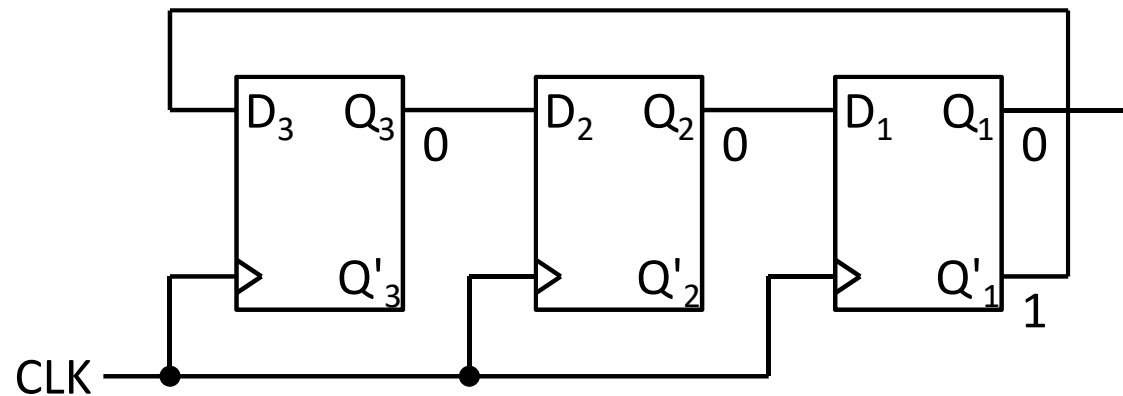 D₃ Q₃ D₂ Q₂ D₁ Q₁
0 0 0
Q'₃ Q'₂ Q'₁
1
CLK